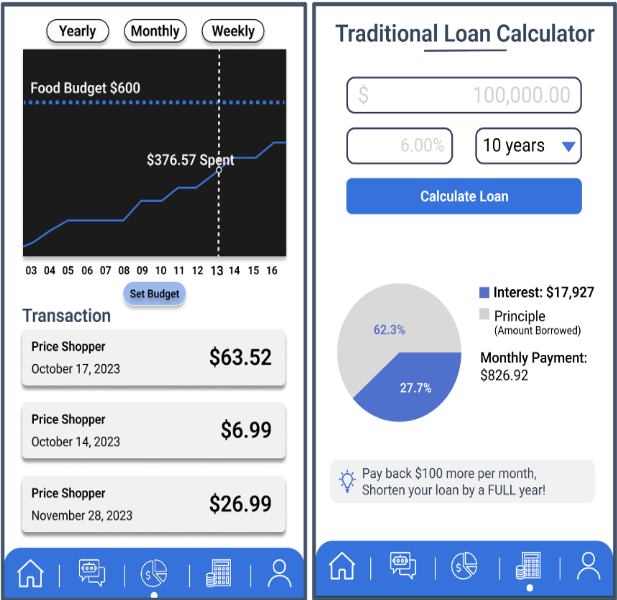 Yearly Monthly Weekly
Food Budget $600
$376.57 Spent
03 04 05 06 07 08 09 10 11 12 13 14 15 16
Set Budget
Transaction
Price Shopper
October 17, 2023
$63.52
Price Shopper
October 14, 2023
$6.99
Price Shopper
November 28, 2023
$26.99
$
Traditional Loan Calculator
$ 100,000.00
6.00% 10 years
Calculate Loan
62.3%
27.7%
Interest: $17,927
Principle
(Amount Borrowed)
Monthly Payment:
$826.92
Pay back $100 more per month,
Shorten your loan by a FULL year!
$